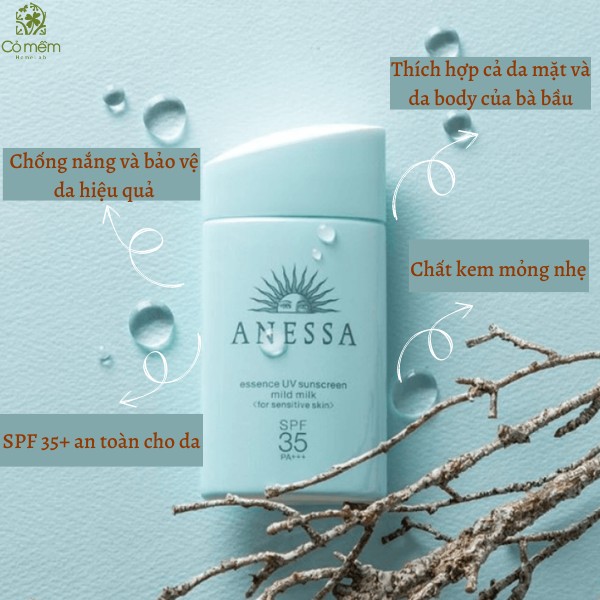 Cỏ mềm
Thích hợp cả da mặt và
da body của bà bầu
Chống nắng và bảo vệ
da hiệu quả
Chất kem mỏng nhẹ
ANESSA
essence UV sunscreen
mild milk
<for sensitive skin>
SPF
35
PA+++
SPF 35+ an toàn cho da